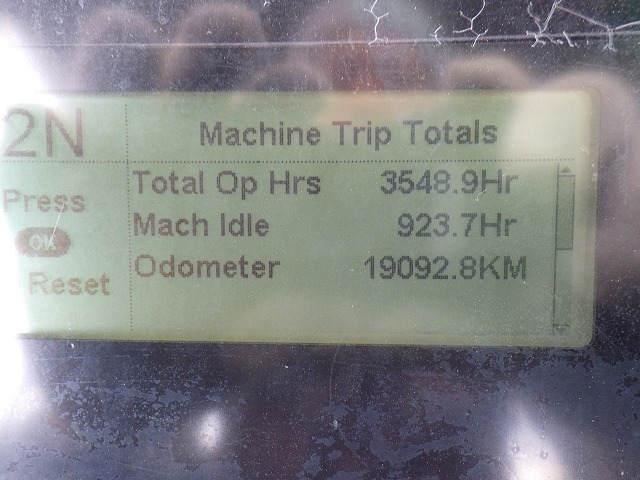 2N
Machine Trip Totals
Press
OK
Reset
Total Op Hrs 3548.9Hr
Mach Idle 923.7Hr
Odometer 19092.8KM